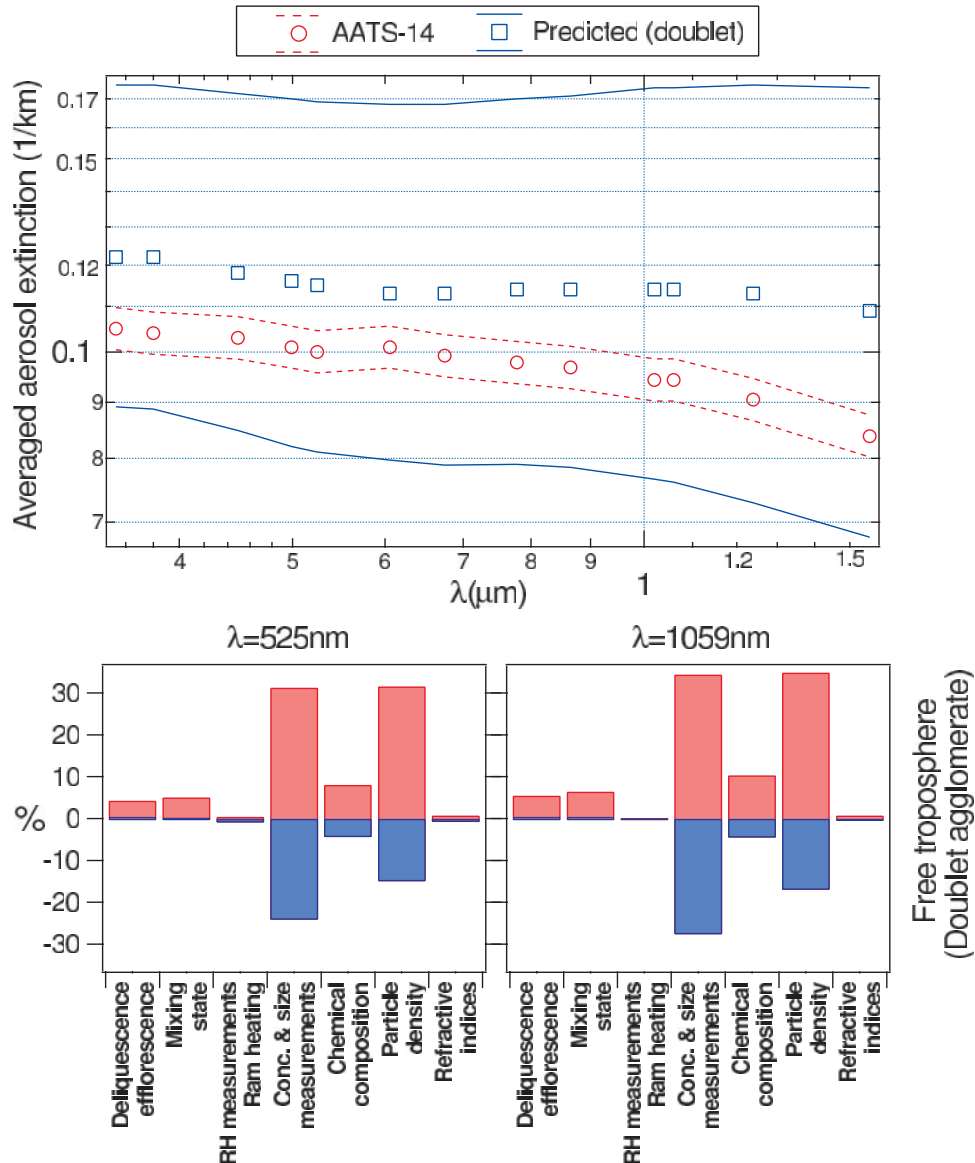 AATS-14
Predicted (doublet)
Averaged aerosol extinction (1/km)
0.17
0.15
0.12
0.1
9
8
7
4
5
6
7
8
9
1
1.2
1.5
λ(μm)
λ=525nm
λ=1059nm
%
30
20
10
0
-10
-20
-30
Deliquescence
efflorescence
Mixing
state
RH measurements
Ram heating
Conc. & size
measurements
Chemical
composition
Particle
density
Refractive
indices
Deliquescence
efflorescence
Mixing
state
RH measurements
Ram heating
Conc. & size
measurements
Chemical
composition
Particle
density
Refractive
indices
Free troposphere
(Doublet agglomerate)